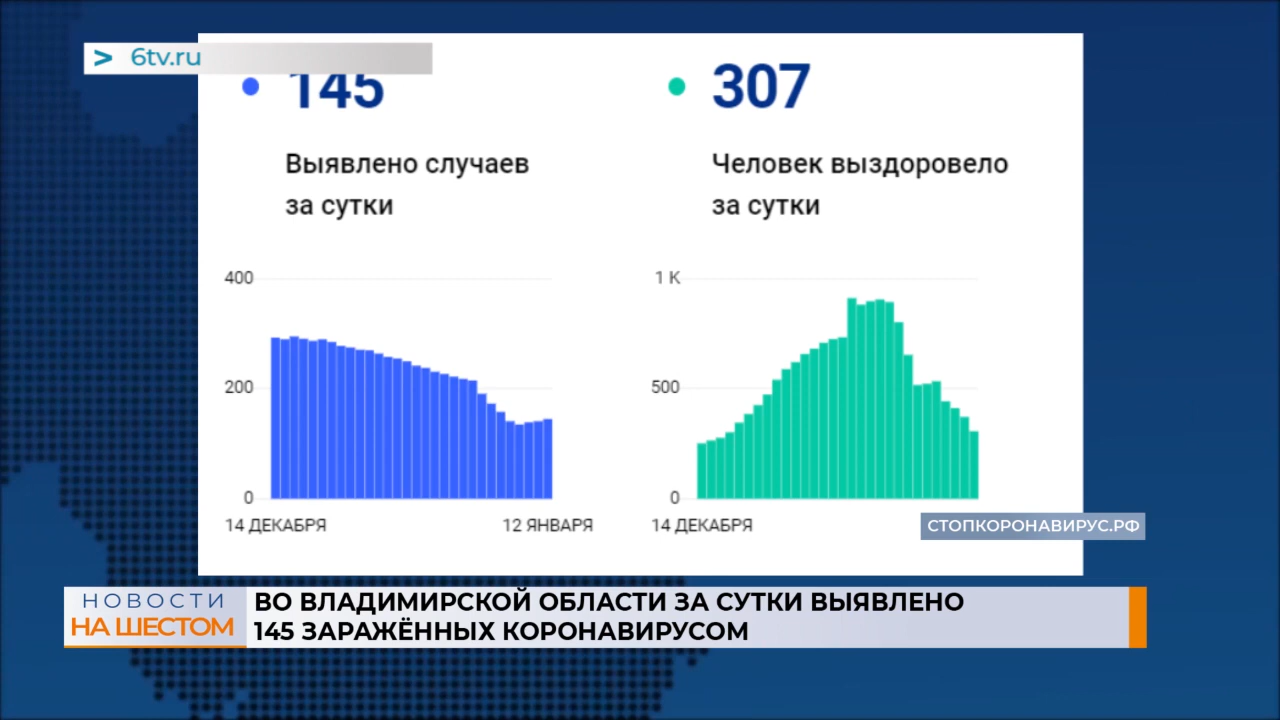 > 6tv.ru
145
307
Выявлено случаев
за сутки
Человек выздоровело
за сутки
400
200
0
14 ДЕКАБРЯ
12 ЯНВАРЯ
1 K
500
0
14 ДЕКАБРЯ
СТОПКОРОНАВИРУС.РФ
НОВОСТИ
НА ШЕСТОМ
ВО ВЛАДИМИРСКОЙ ОБЛАСТИ ЗА СУТКИ ВЫЯВЛЕНО
145 ЗАРАЖЁННЫХ КОРОНАВИРУСОМ